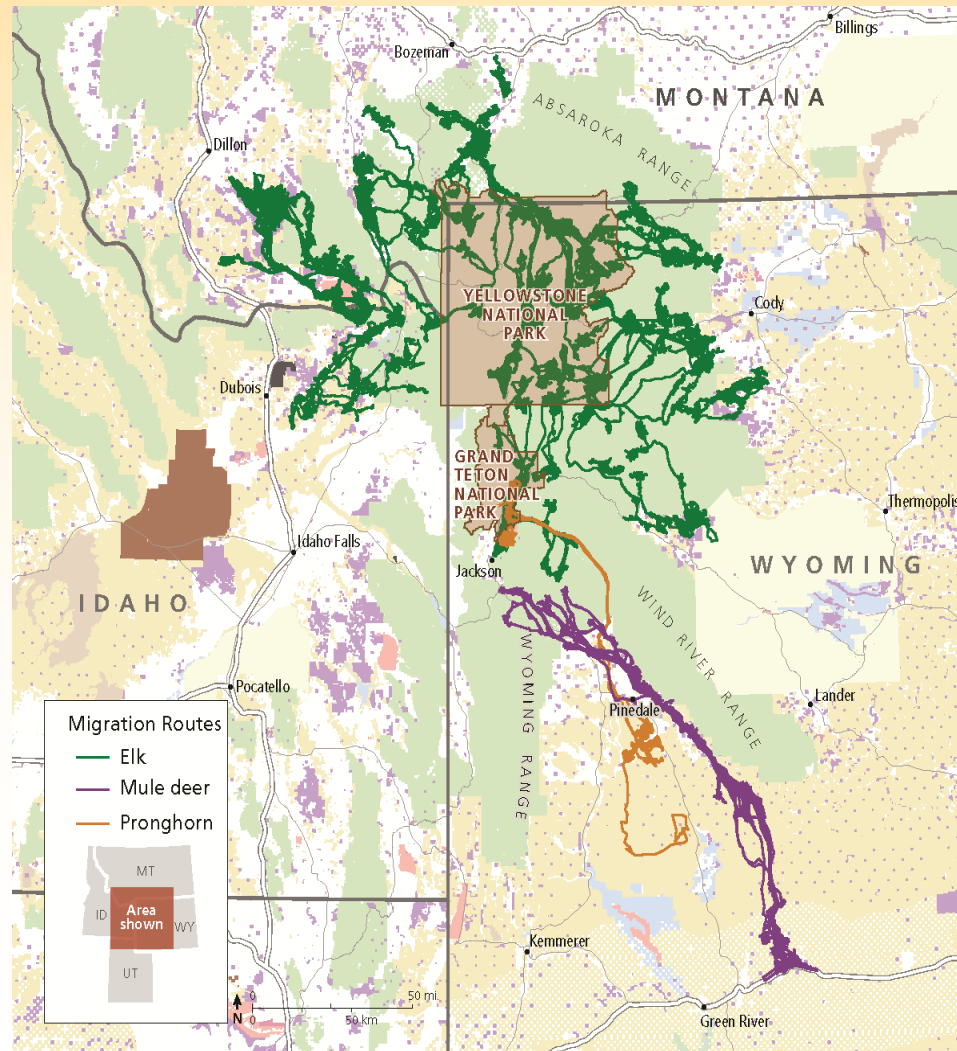 Billings
Bozeman
MONTANA
ABSAROKA RANGE
Dillon
Cody
YELLOWSTONE
NATIONAL
PARK
Dubois
GRAND
TETON
NATIONAL
PARK
Thermopolis
Idaho Falls
WYOMING
Jackson
IDAHO
WIND RIVER RANGE
WYOMING RANGE
Pocatello
Lander
Pinedale
Migration Routes
Elk
Mule deer
Pronghorn
MT
ID
Area
shown
WY
UT
Kemmerer
N
0
50 mi
0
50 km
Green River